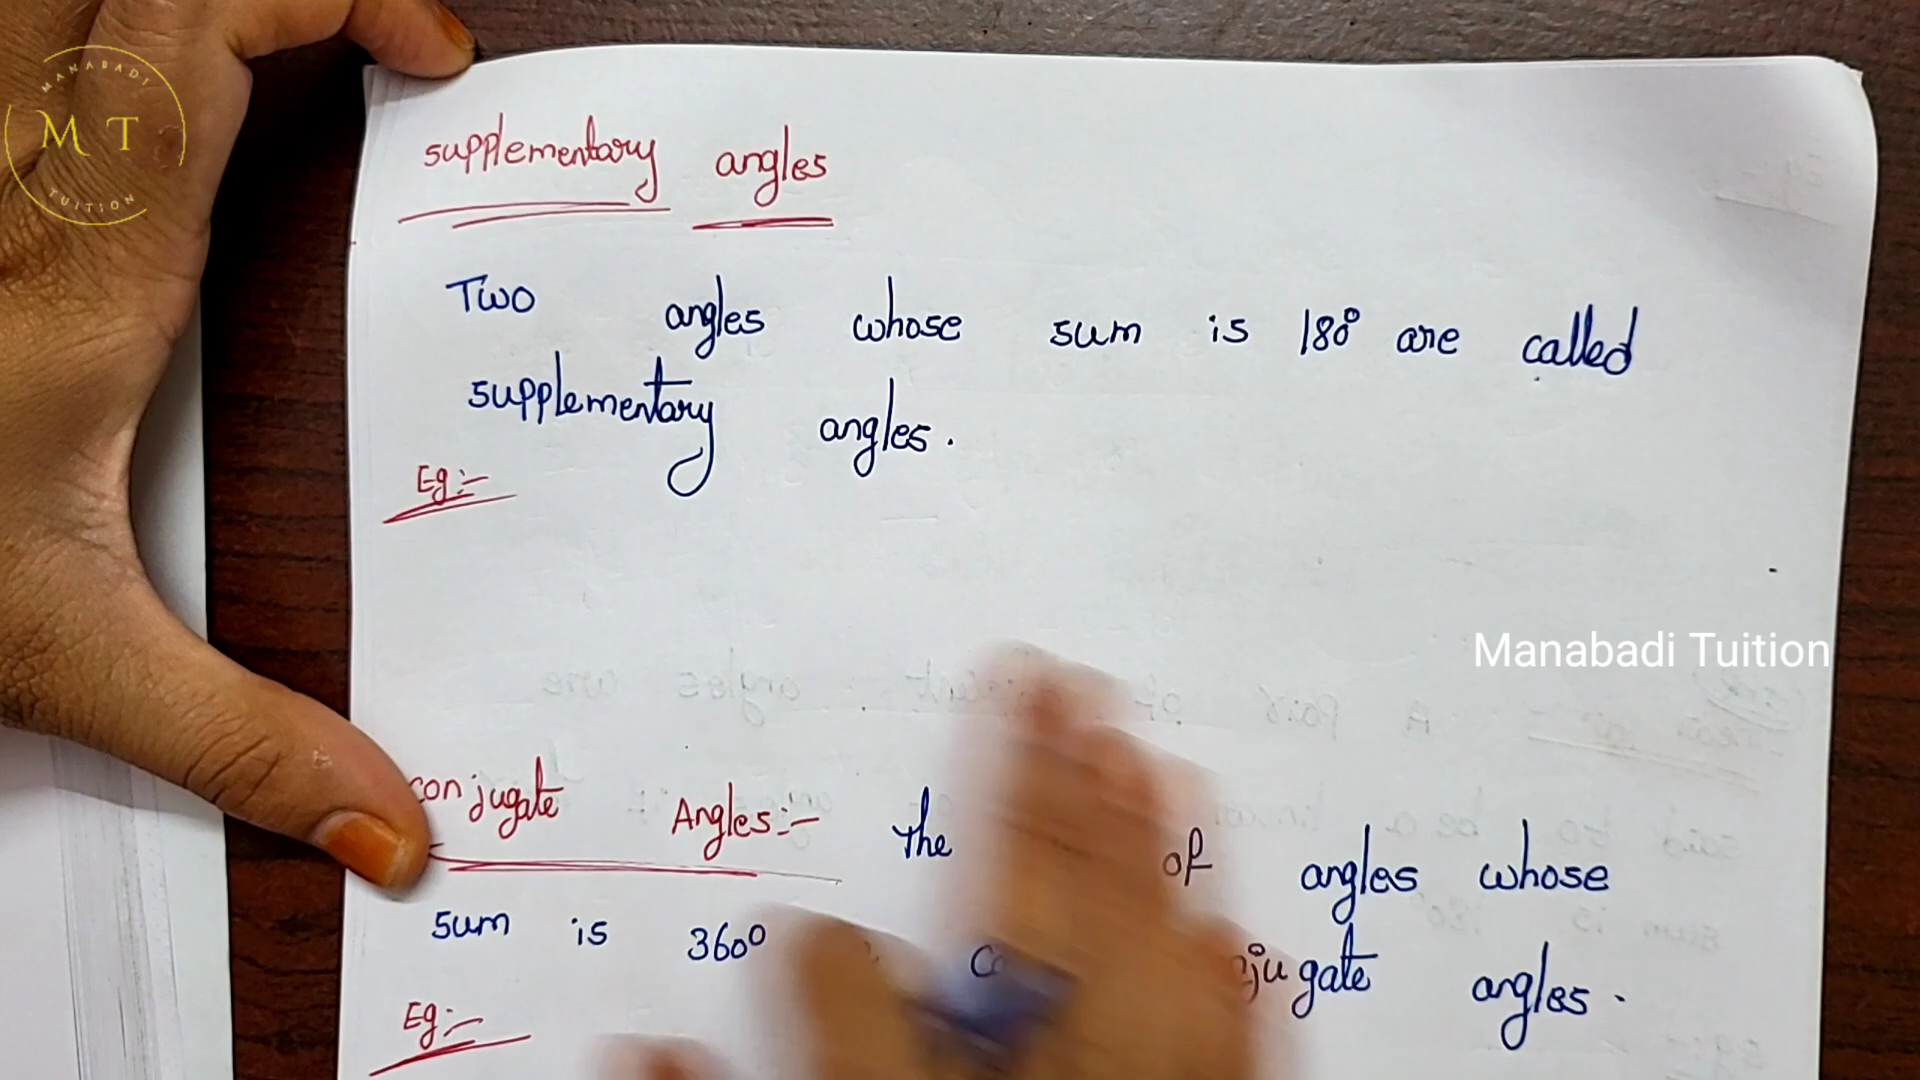 MANABADI
M T
TUITION
supplementary angles
Two angles whose sum is 180° are called
supplementary angles.
Eg:-
Manabadi Tuition
conjugate Angles:- The of angles whose
sum is 360° angles.
Eg:-